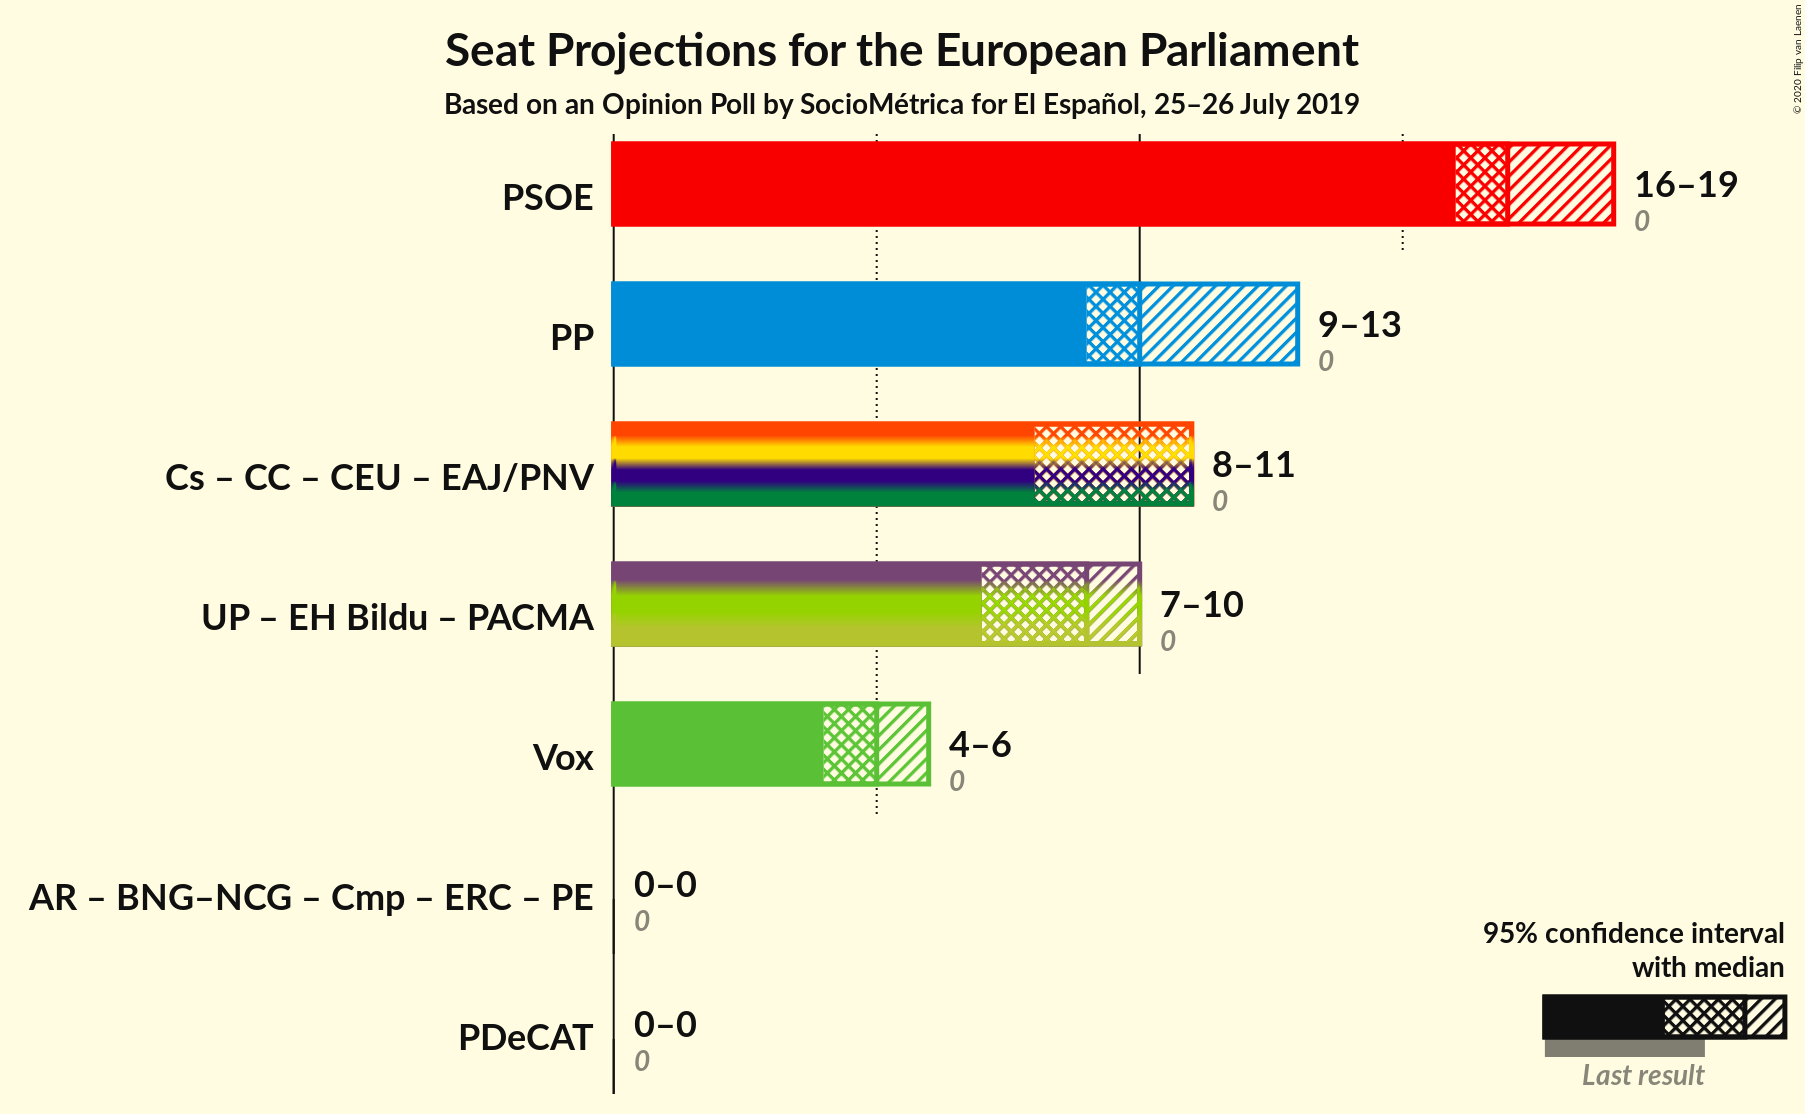 Seat Projections for the European Parliament
Based on an Opinion Poll by SocioMétrica for El Español, 25–26 July 2019
© 2020 Filip van Laenen
PSOE
16–19
0
PP
9–13
0
Cs – CC – CEU – EAJ/PNV
8–11
0
UP – EH Bildu – PACMA
7–10
0
Vox
4–6
0
AR – BNG–NCG – Cmp – ERC – PE
0–0
0
PDeCAT
0–0
0
95% confidence interval
with median
Last result